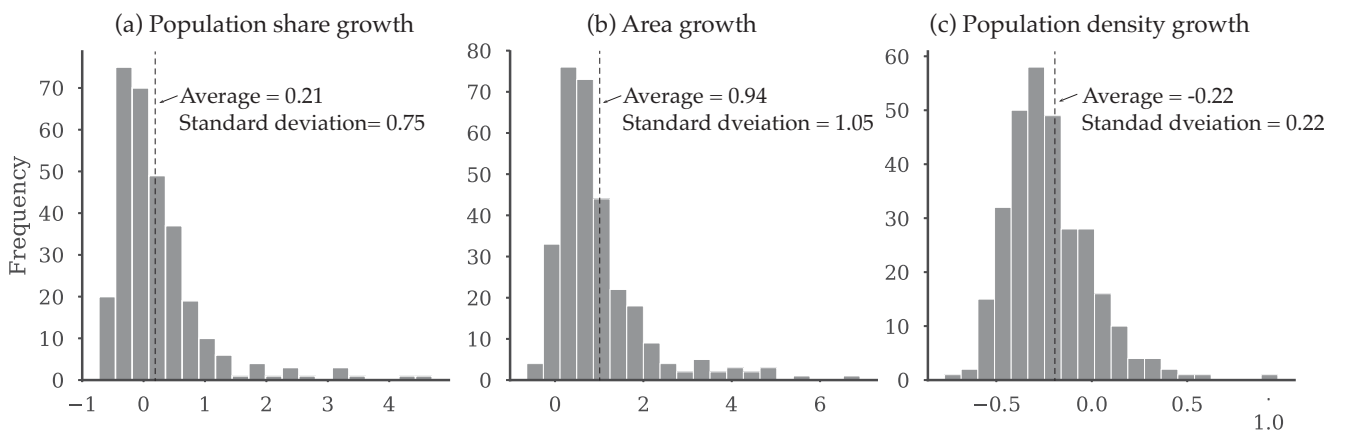 (a) Population share growth
Frequency
70
60
50
40
30
20
10
0
Average = 0.21
Standard deviation= 0.75
−1 0 1 2 3 4
(b) Area growth
80
70
60
50
40
30
20
10
0
Average = 0.94
Standard dveiation = 1.05
0 2 4 6
(c) Population density growth
60
50
40
30
20
10
0
Average = -0.22
Standad dveiation = 0.22
−0.5 0.0 0.5
1.0